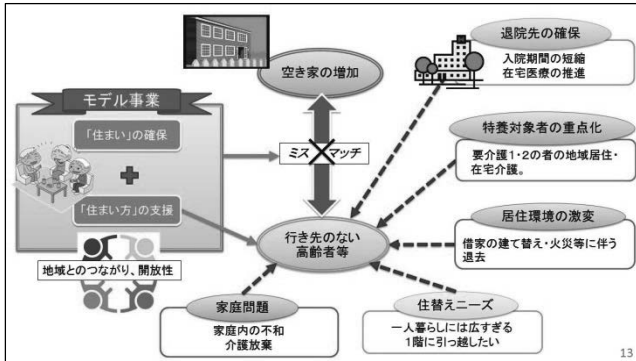 退院先の確保
入院期間の短縮
在宅医療の推進
空き家の増加
モデル事業
「住まい」の確保
ミスマッチ
「住まい方」の支援
地域とのつながり、開放性
特養対象者の重点化
要介護1・2の者の地域居住・
在宅介護。
居住環境の激変
借家の建て替え・火災等に伴う
退去
行き先のない
高齢者等
家庭問題
家庭内の不和
介護放棄
住替えニーズ
一人暮らしには広すぎる
1階に引っ越したい
13